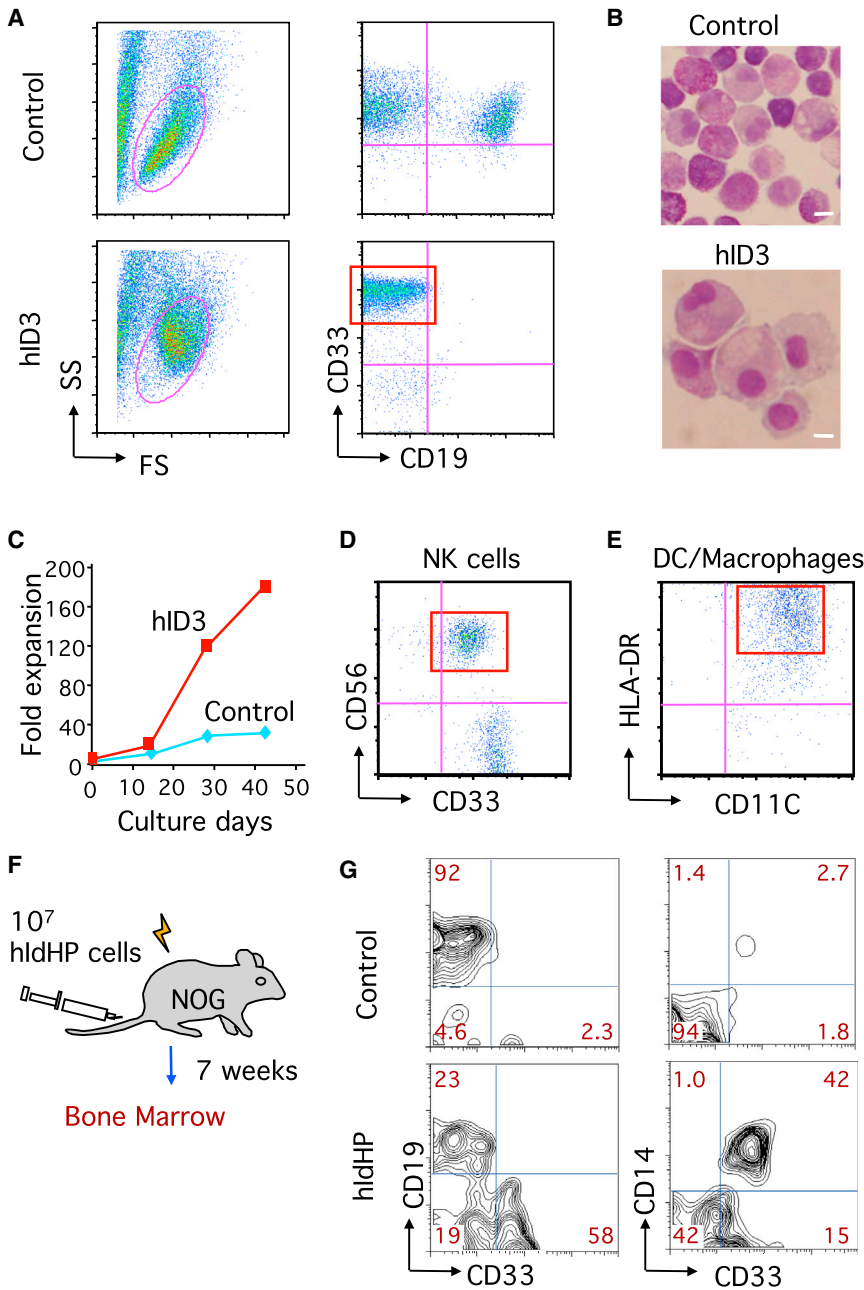 A
Control
hID3
SS
FS
CD33
CD19
B
Control
hID3
C
Fold expansion
200
160
120
80
40
0
hID3
Control
0 10 20 30 40 50
Culture days
D
NK cells
CD56
CD33
E
DC/Macrophages
HLA-DR
CD11C
F
10⁷
hIdHP cells
NOG
7 weeks
Bone Marrow
G
Control
92
4.6 2.3
1.4 2.7
94 1.8
hIdHP
23
19 58
CD19
CD33
1.0 42
42 15
CD14
CD33